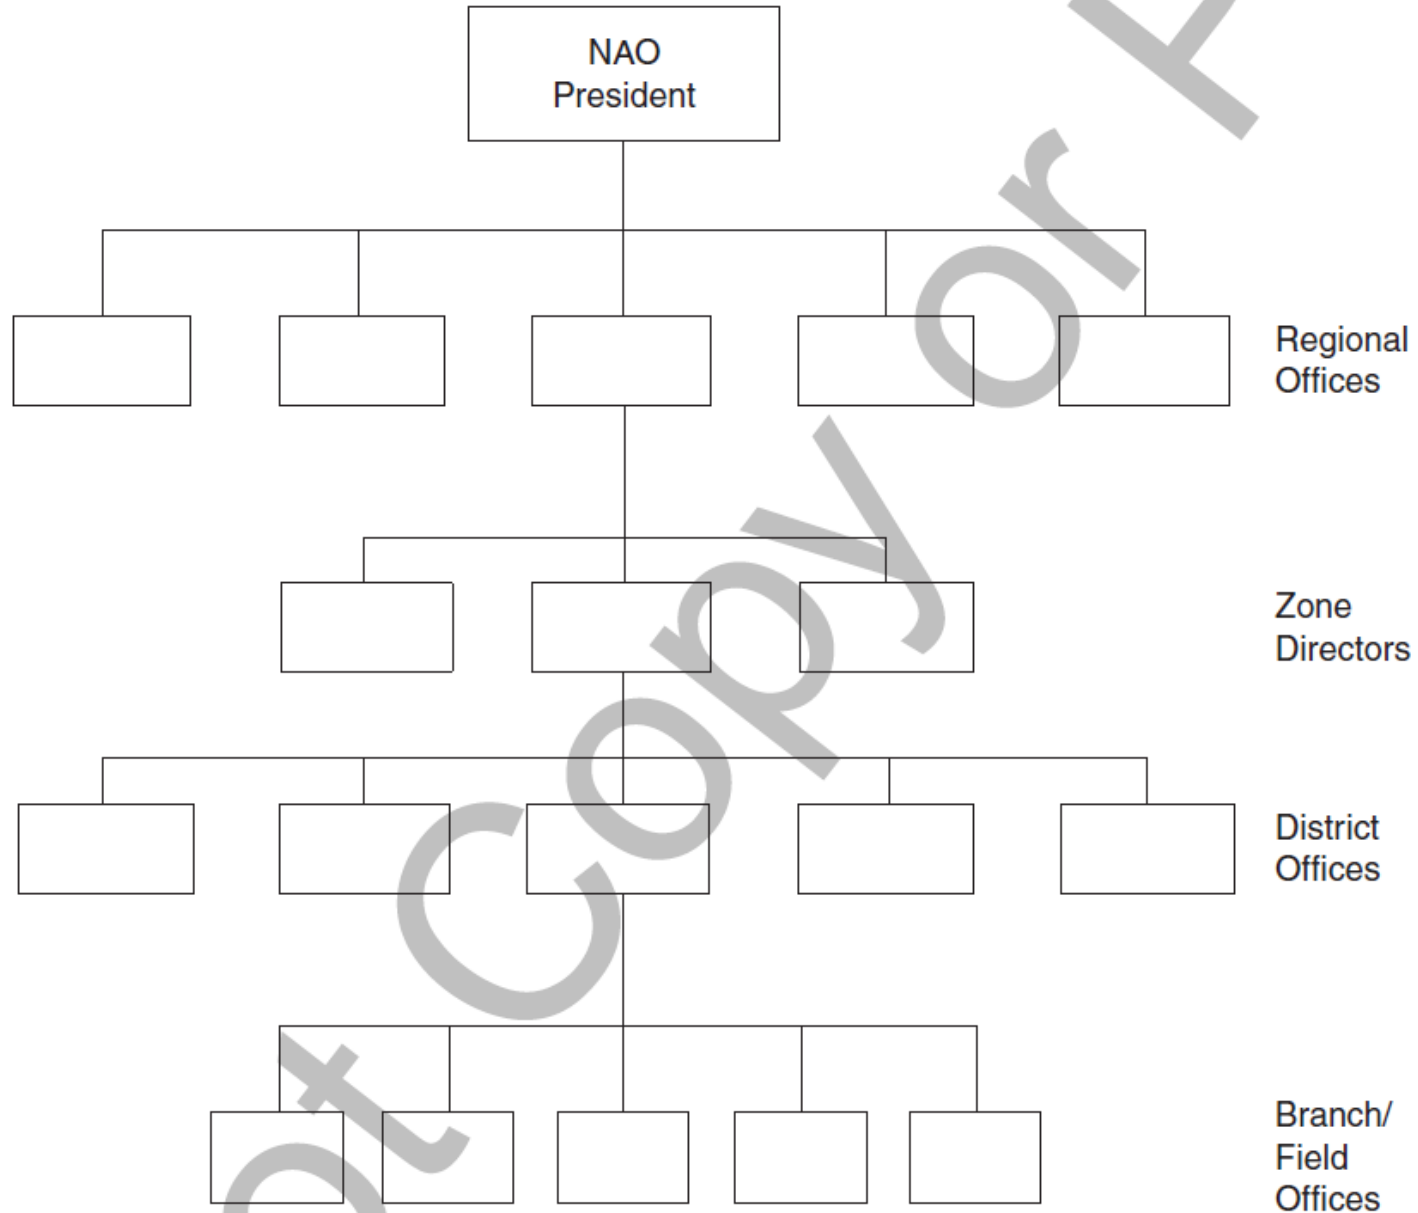 NAO
President
Regional
Offices
Zone
Directors
District
Offices
Branch/
Field
Offices
Copy or